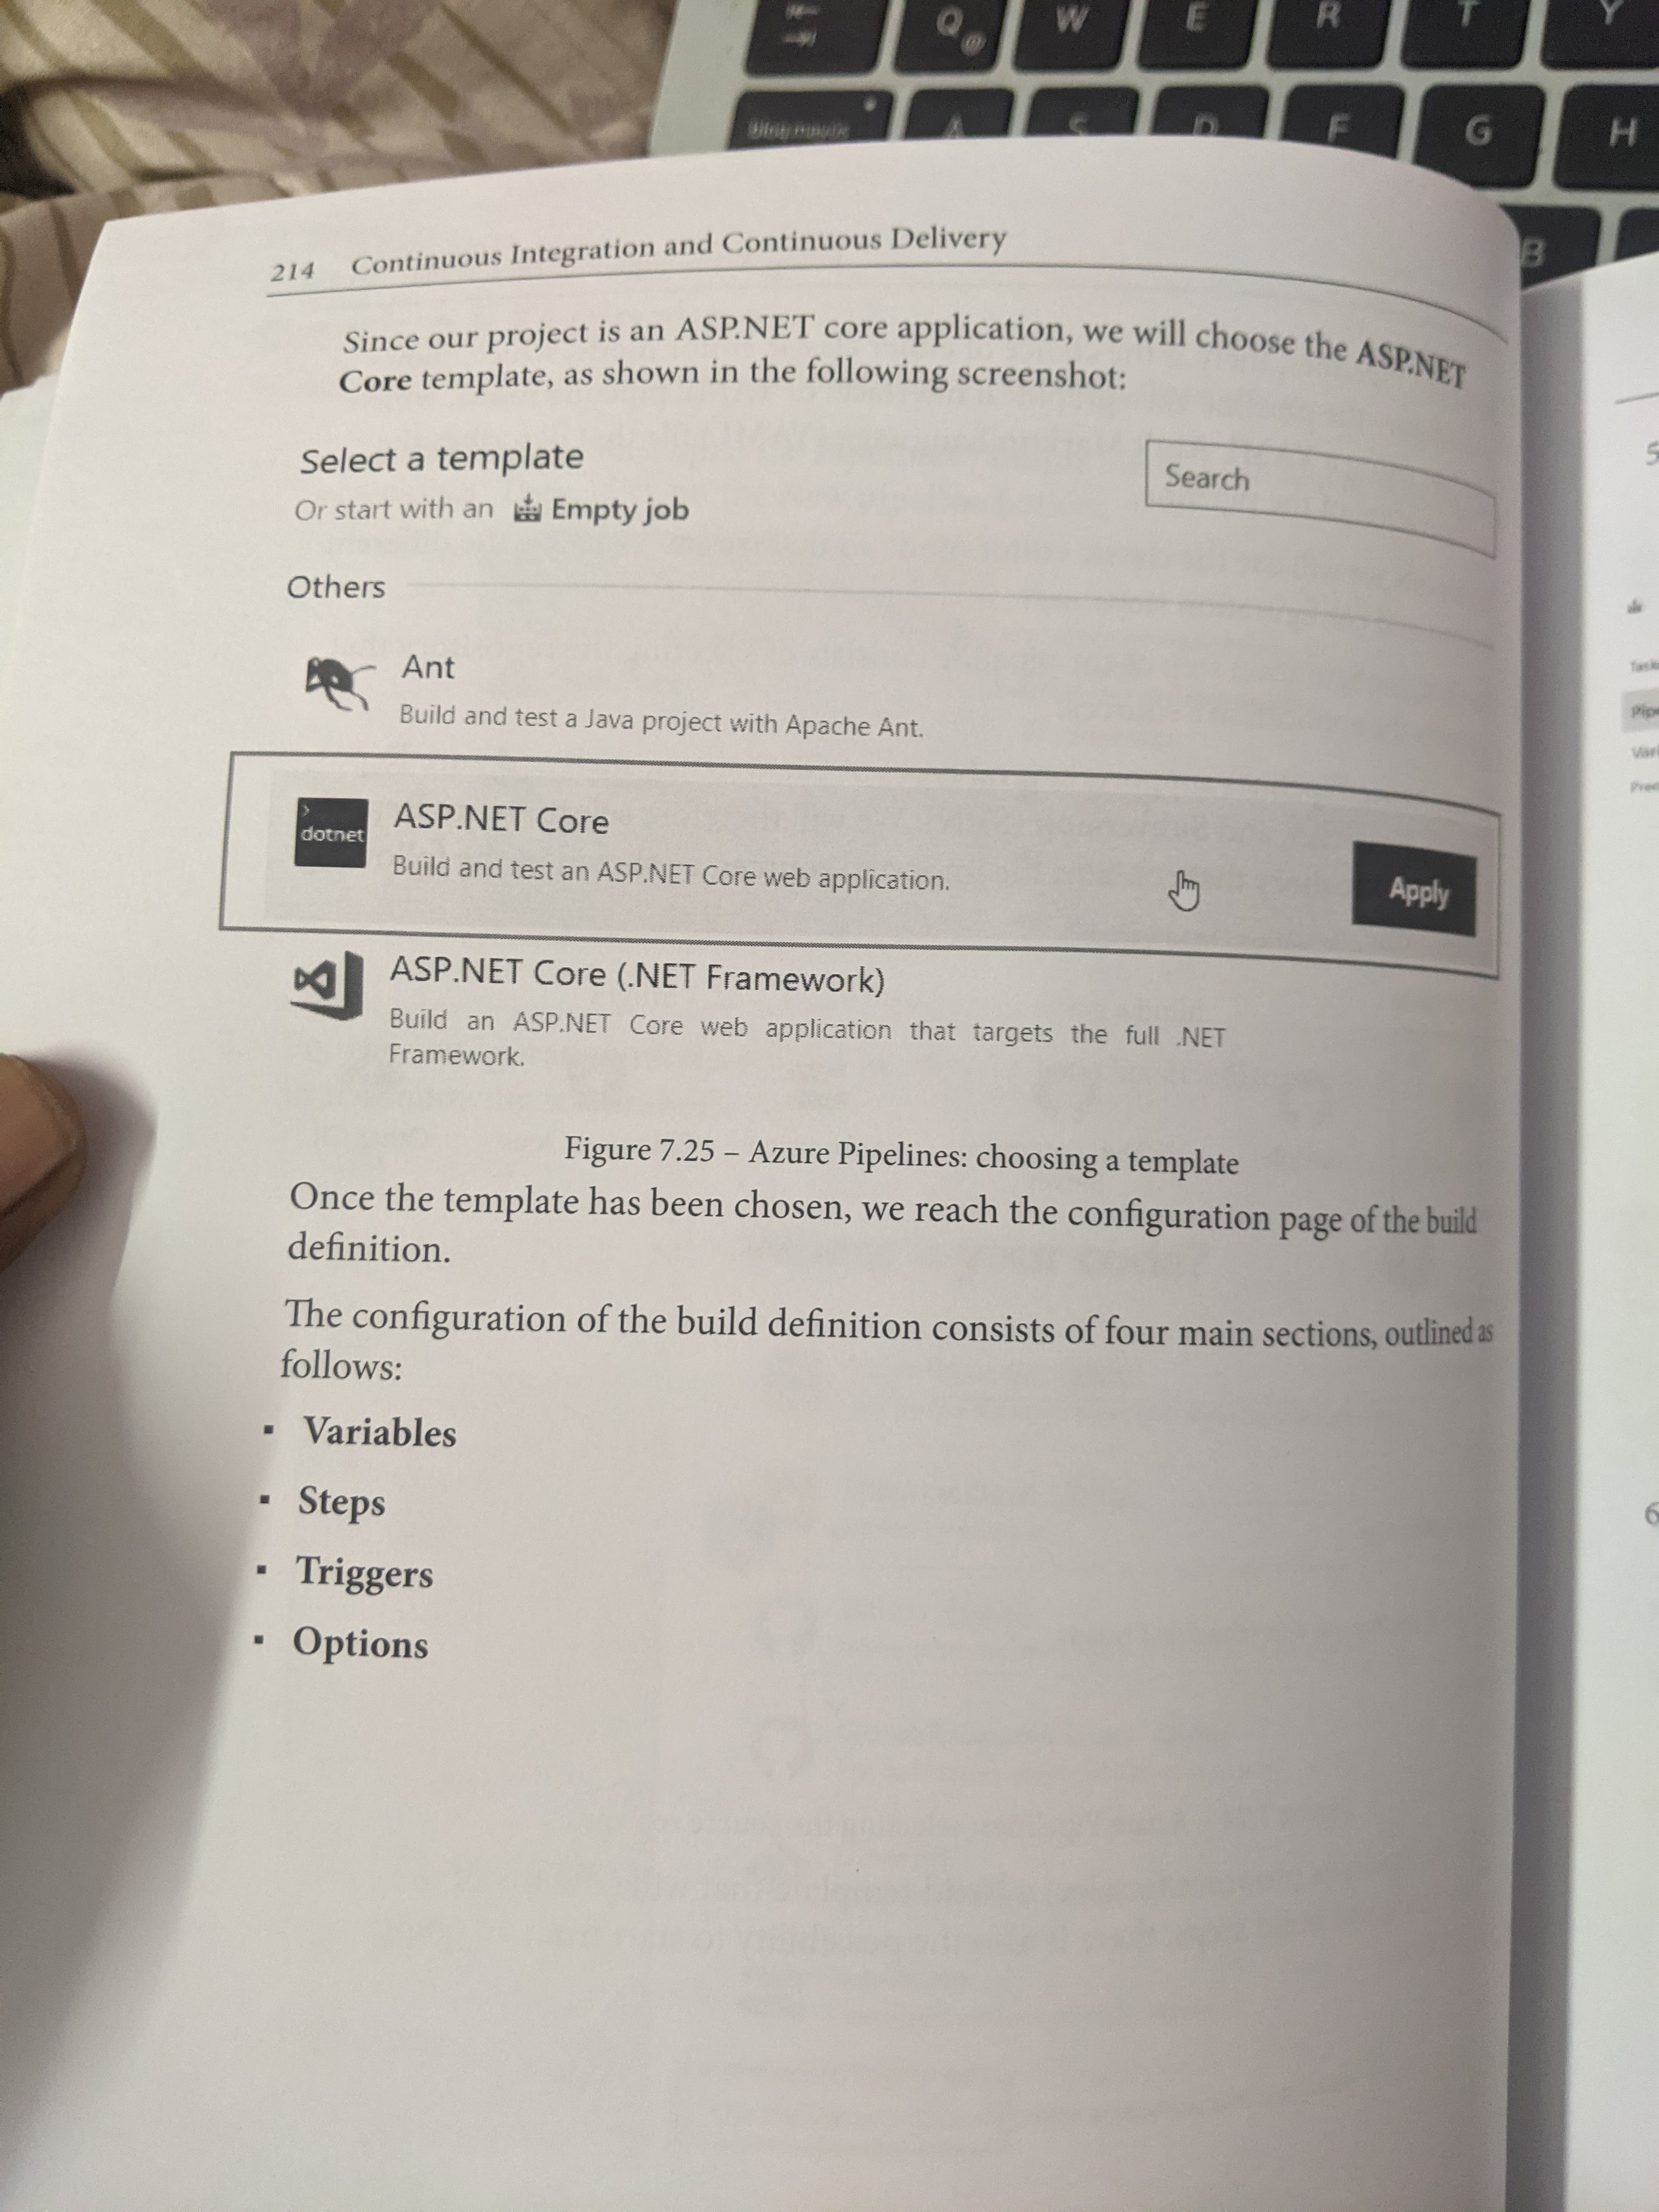 Q @ W E R T Y
A S D F G H
B
214 Continuous Integration and Continuous Delivery
Since our project is an ASP.NET core application, we will choose the ASP.NET
Core template, as shown in the following screenshot:
Select a template
Search
Or start with an Empty job
Others
Ant
Build and test a Java project with Apache Ant.
dotnet
ASP.NET Core
Build and test an ASP.NET Core web application.
Apply
ASP.NET Core (.NET Framework)
Build an ASP.NET Core web application that targets the full .NET
Framework.
Figure 7.25 – Azure Pipelines: choosing a template
Once the template has been chosen, we reach the configuration page of the build
definition.
The configuration of the build definition consists of four main sections, outlined as
follows:
▪ Variables
▪ Steps
▪ Triggers
▪ Options